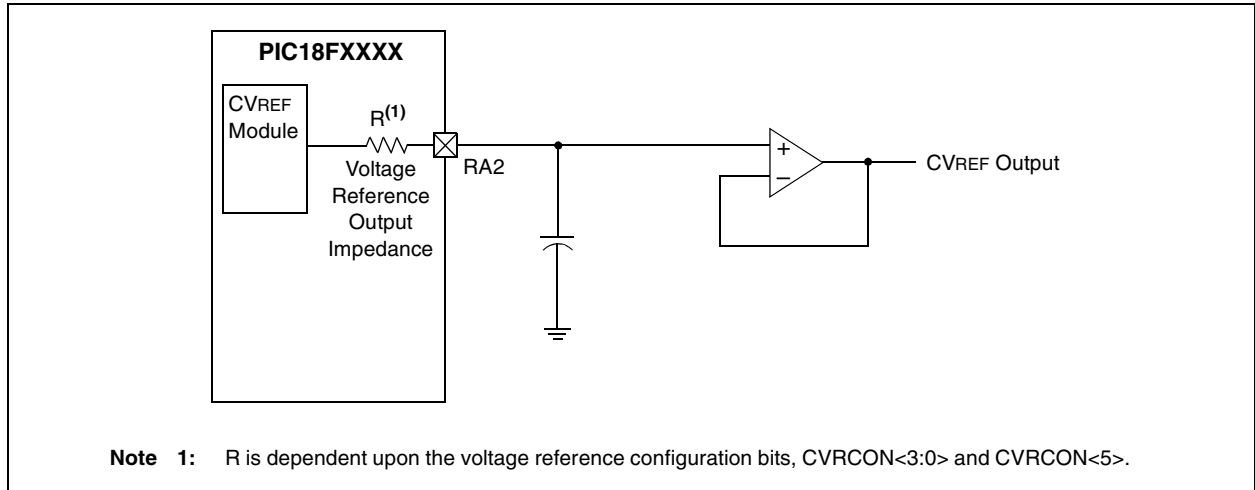 PIC18FXXXX
CVREF
Module
R(1)
Voltage
Reference
Output
Impedance
RA2
+
–
CVREF Output
Note 1: R is dependent upon the voltage reference configuration bits, CVRCON<3:0> and CVRCON<5>.